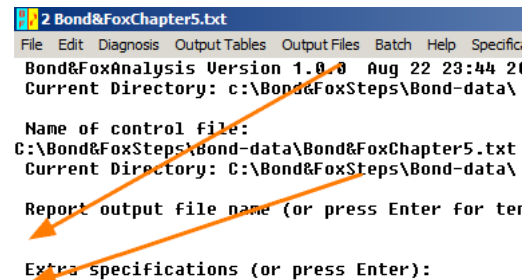 2 Bond&FoxChapter5.txt
File Edit Diagnosis Output Tables Output Files Batch Help
Bond&FoxAnalysis Version 1.0.0 Aug 22 23:44
Current Directory: c:\Bond&FoxSteps\Bond-data\
Name of control file:
C:\Bond&FoxSteps\Bond-data\Bond&FoxChapter5.txt
Current Directory: C:\Bond&FoxSteps\Bond-data\
Report output file name (or press Enter for
Extra specifications (or press Enter):